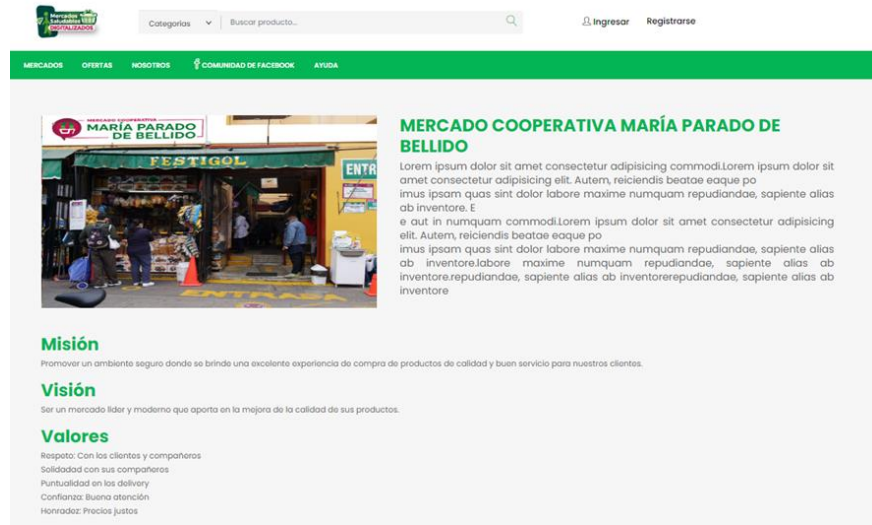 Mercados
Saludables
DIGITALIZADOS
Categorias
Buscar producto...
Ingresar
Registrarse
MERCADOS
OFERTAS
NOSOTROS
COMUNIDAD DE FACEBOOK
AYUDA
MERCADO COOPERATIVA
MARÍA PARADO
DE BELLIDO
FESTIGOL
ENTR
ENTRADA
MERCADO COOPERATIVA MARÍA PARADO DE
BELLIDO
Lorem ipsum dolor sit amet consectetur adipisicing commodi.Lorem ipsum dolor sit
amet consectetur adipisicing elit. Autem, reiciendis beatae eaque po
imus ipsam quas sint dolor labore maxime numquam repudiandae, sapiente alias
ab inventore. E
e aut in numquam commodi.Lorem ipsum dolor sit amet consectetur adipisicing
elit. Autem, reiciendis beatae eaque po
imus ipsam quas sint dolor labore maxime numquam repudiandae, sapiente alias
ab inventore.labore maxime numquam repudiandae, sapiente alias ab
inventore.repudiandae, sapiente alias ab inventorerepudiandae, sapiente alias ab
inventore
Misión
Promover un ambiente seguro donde se brinde una excelente experiencia de compra de productos de calidad y buen servicio para nuestros clientes.
Visión
Ser un mercado líder y moderno que aporta en la mejora de la calidad de sus productos.
Valores
Respeto: Con los clientes y compañeros
Solidadad con sus compañeros
Puntualidad en los delivery
Confianza: Buena atención
Honradez: Precios justos